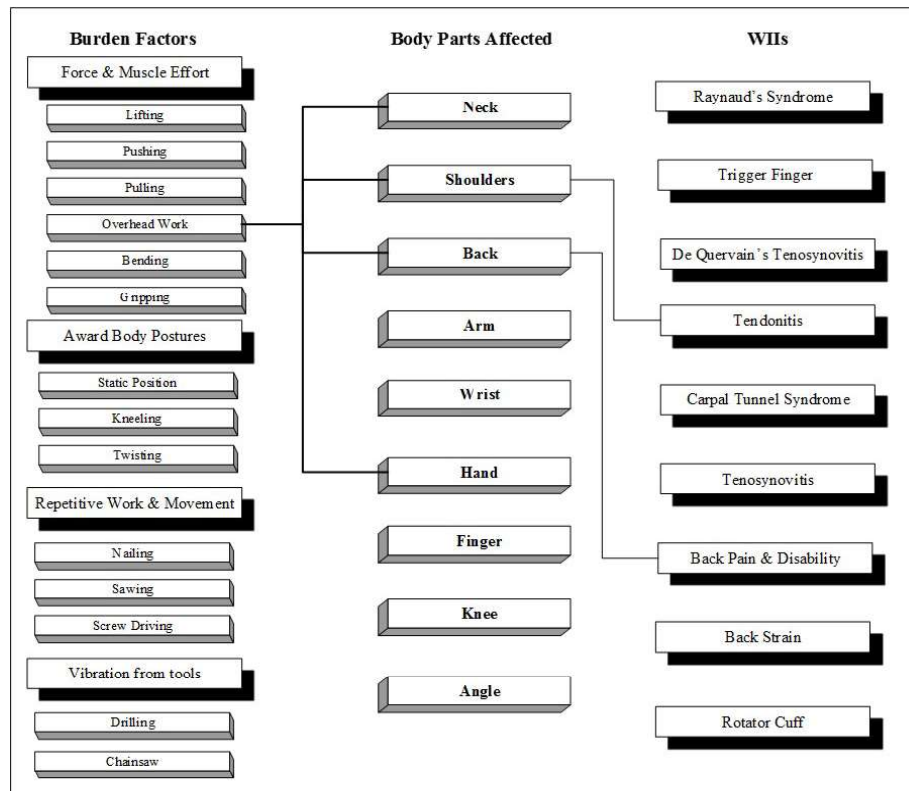 Burden Factors
Force & Muscle Effort
Lifting
Pushing
Pulling
Overhead Work
Bending
Gripping
Award Body Postures
Static Position
Kneeling
Twisting
Repetitive Work & Movement
Nailing
Sawing
Screw Driving
Vibration from tools
Drilling
Chainsaw
Body Parts Affected
Neck
Shoulders
Back
Arm
Wrist
Hand
Finger
Knee
Angle
WIIs
Raynaud's Syndrome
Trigger Finger
De Quervain's Tenosynovitis
Tendonitis
Carpal Tunnel Syndrome
Tenosynovitis
Back Pain & Disability
Back Strain
Rotator Cuff